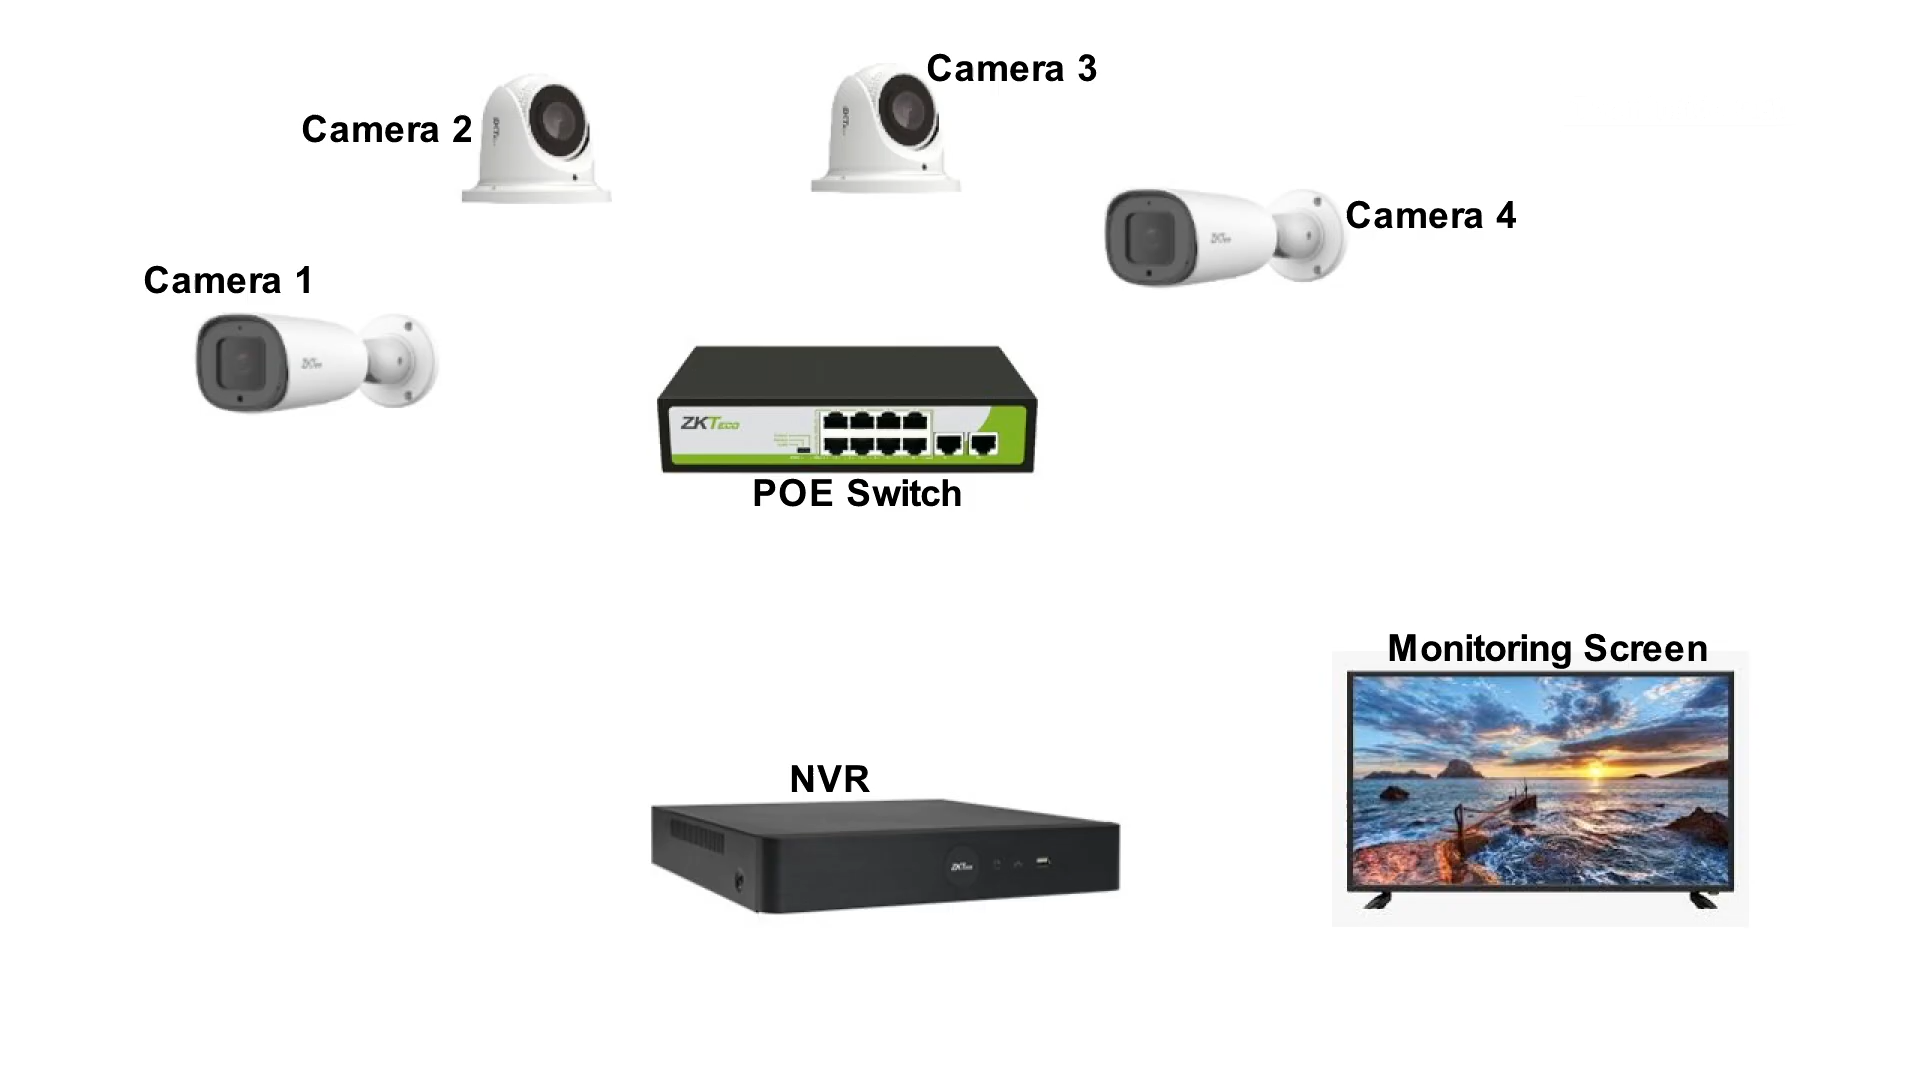 Camera 3
Camera 2
Camera 4
Camera 1
ZKTECO
POE Switch
Monitoring Screen
NVR